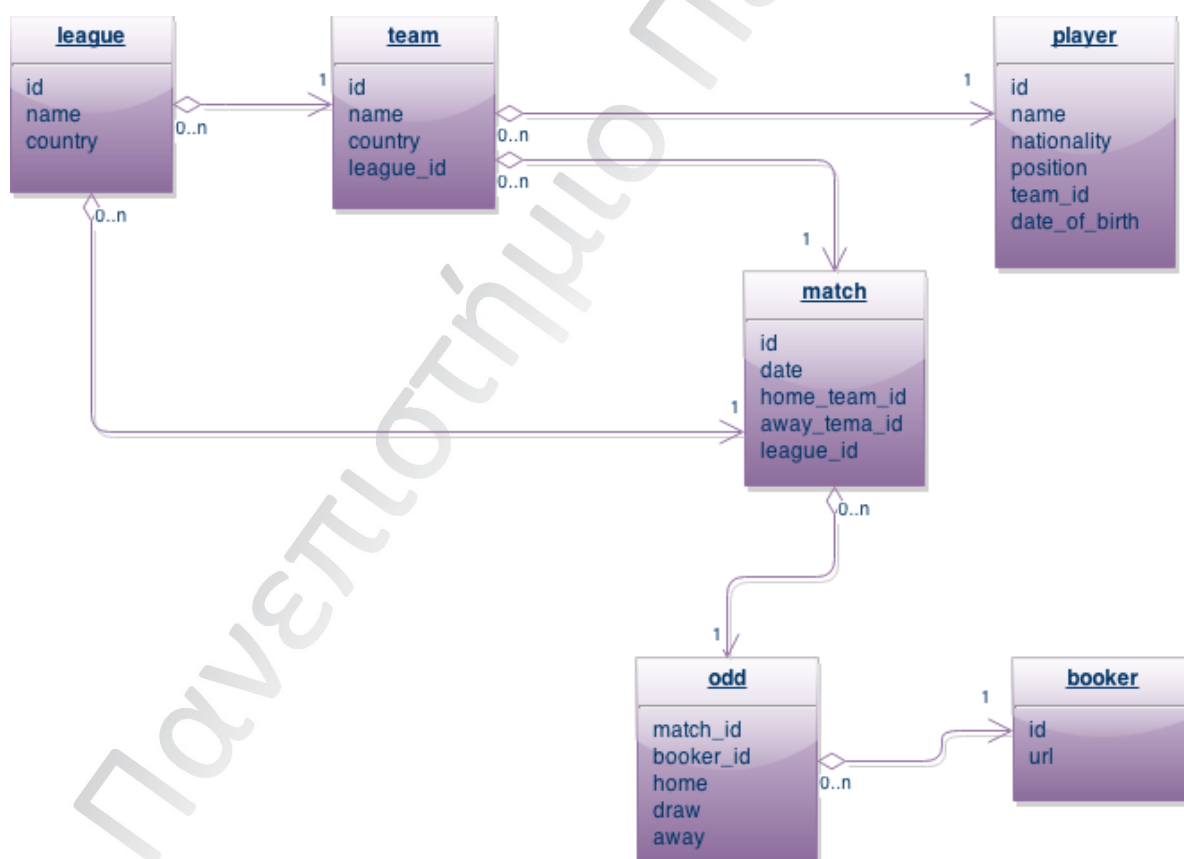 league
id
name
country
0..n
0..n
1
team
id
name
country
league_id
0..n
0..n
1
player
id
name
nationality
position
team_id
date_of_birth
1
1
match
id
date
home_team_id
away_tema_id
league_id
0..n
1
odd
match_id
booker_id
home
draw
away
0..n
1
booker
id
url
Πανεπιστήμιο Πα